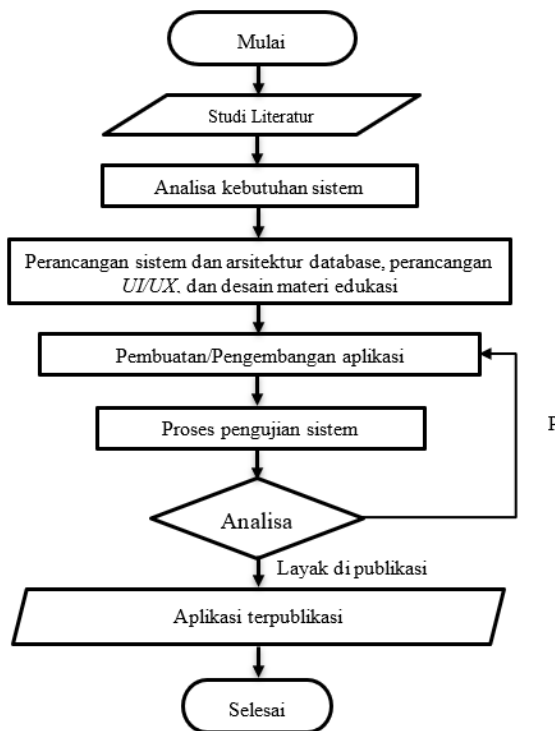 Mulai
Studi Literatur
Analisa kebutuhan sistem
Perancangan sistem dan arsitektur database, perancangan
UI/UX, dan desain materi edukasi
Pembuatan/Pengembangan aplikasi
Proses pengujian sistem
Analisa
Layak di publikasi
Aplikasi terpublikasi
Selesai